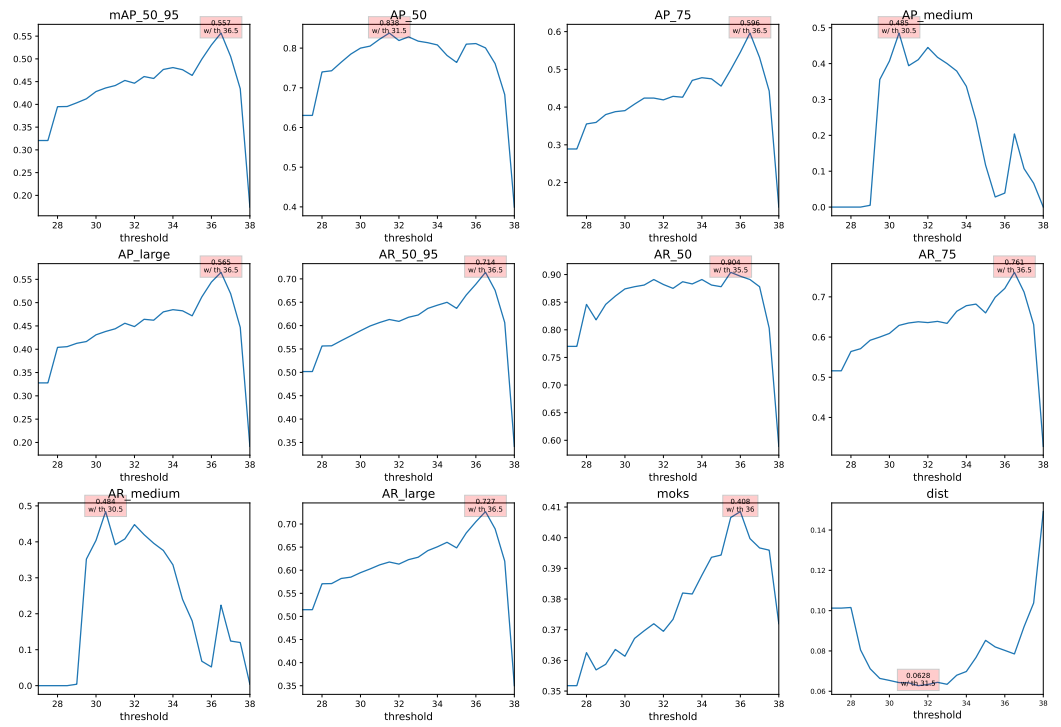 mAP_50_95
0.557
w/ th 36.5
0.55
0.50
0.45
0.40
0.35
0.30
0.25
0.20
28 30 32 34 36 38
threshold
AP_50
0.838
w/ th 31.5
0.8
0.7
0.6
0.5
0.4
28 30 32 34 36 38
threshold
AP_75
0.596
w/ th 36.5
0.6
0.5
0.4
0.3
0.2
28 30 32 34 36 38
threshold
AP_medium
0.485
w/ th 30.5
0.5
0.4
0.3
0.2
0.1
0.0
28 30 32 34 36 38
threshold
AP_large
0.565
w/ th 36.5
0.55
0.50
0.45
0.40
0.35
0.30
0.25
0.20
28 30 32 34 36 38
threshold
AR_50_95
0.714
w/ th 36.5
0.70
0.65
0.60
0.55
0.50
0.45
0.40
0.35
28 30 32 34 36 38
threshold
AR_50
0.904
w/ th 35.5
0.90
0.85
0.80
0.75
0.70
0.65
0.60
28 30 32 34 36 38
threshold
AR_75
0.761
w/ th 36.5
0.7
0.6
0.5
0.4
28 30 32 34 36 38
threshold
AR_medium
0.484
w/ th 30.5
0.5
0.4
0.3
0.2
0.1
0.0
28 30 32 34 36 38
threshold
AR_large
0.727
w/ th 36.5
0.70
0.65
0.60
0.55
0.50
0.45
0.40
0.35
28 30 32 34 36 38
threshold
moks
0.408
w/ th 36
0.41
0.40
0.39
0.38
0.37
0.36
0.35
28 30 32 34 36 38
threshold
dist
0.14
0.12
0.10
0.08
0.06
0.0628
w/ th 31.5
28 30 32 34 36 38
threshold